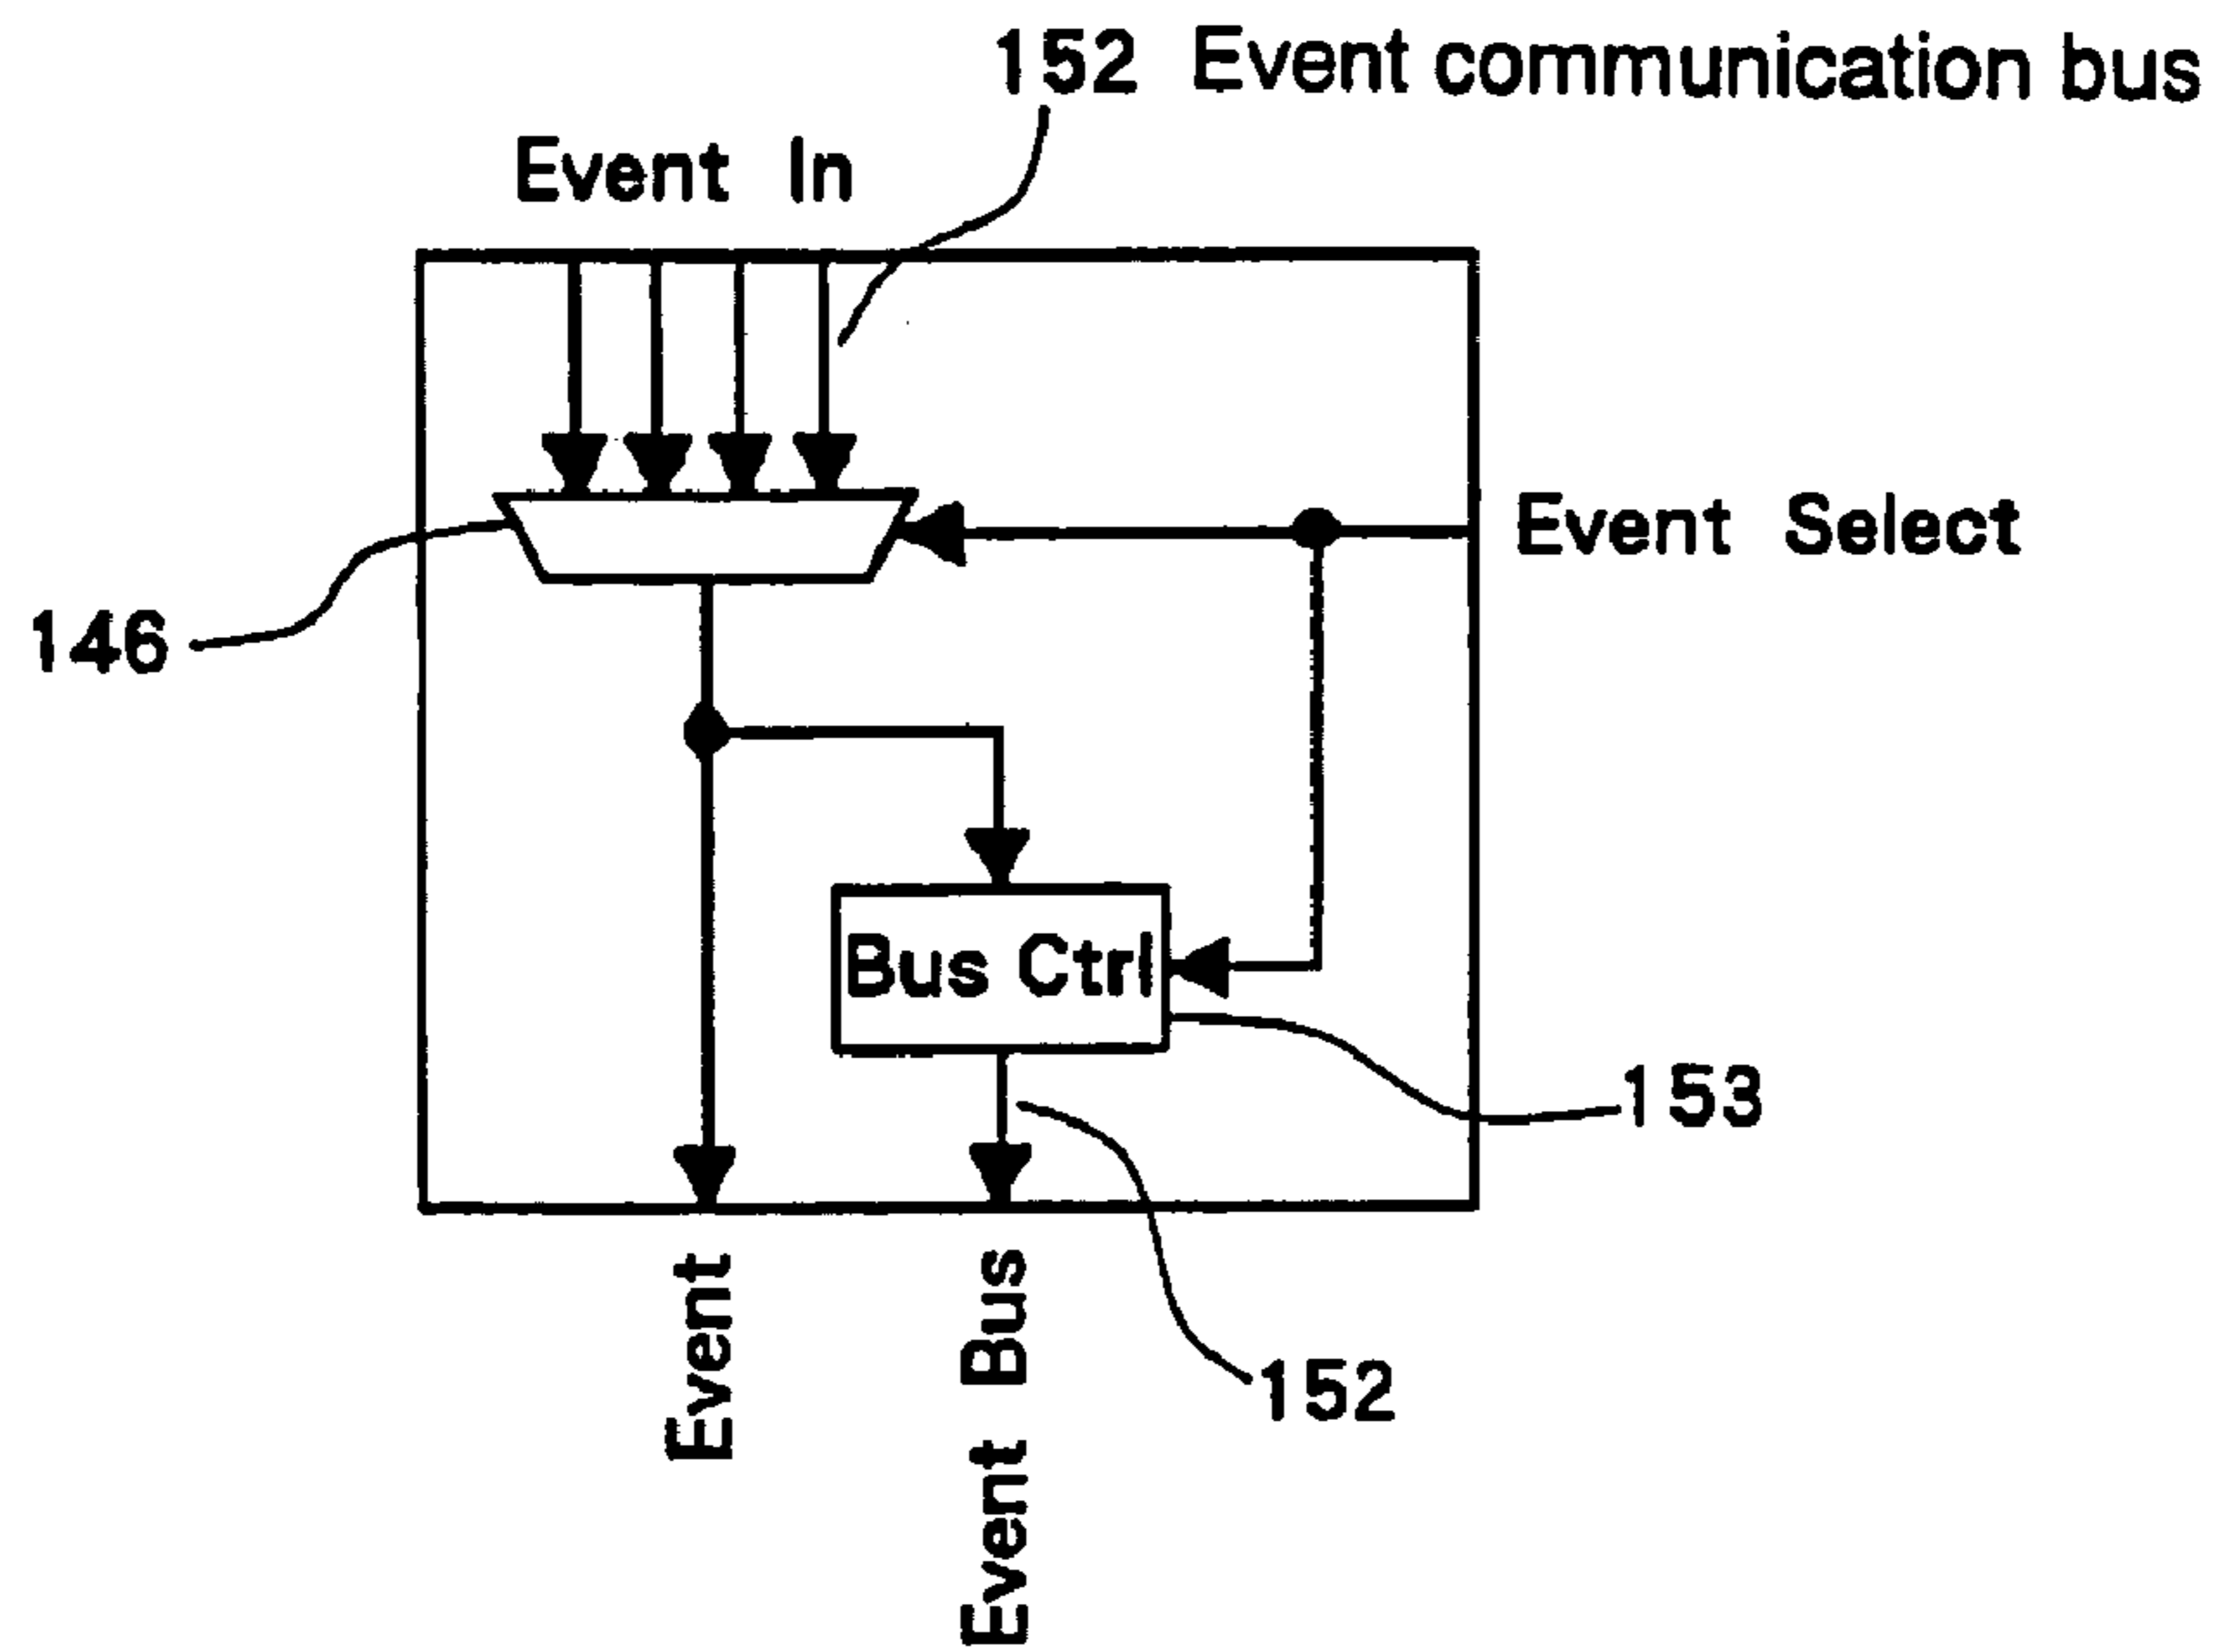 152 Event communication bus
Event In
Event Select
146
Bus Ctrl
153
152
Event
Event Bus